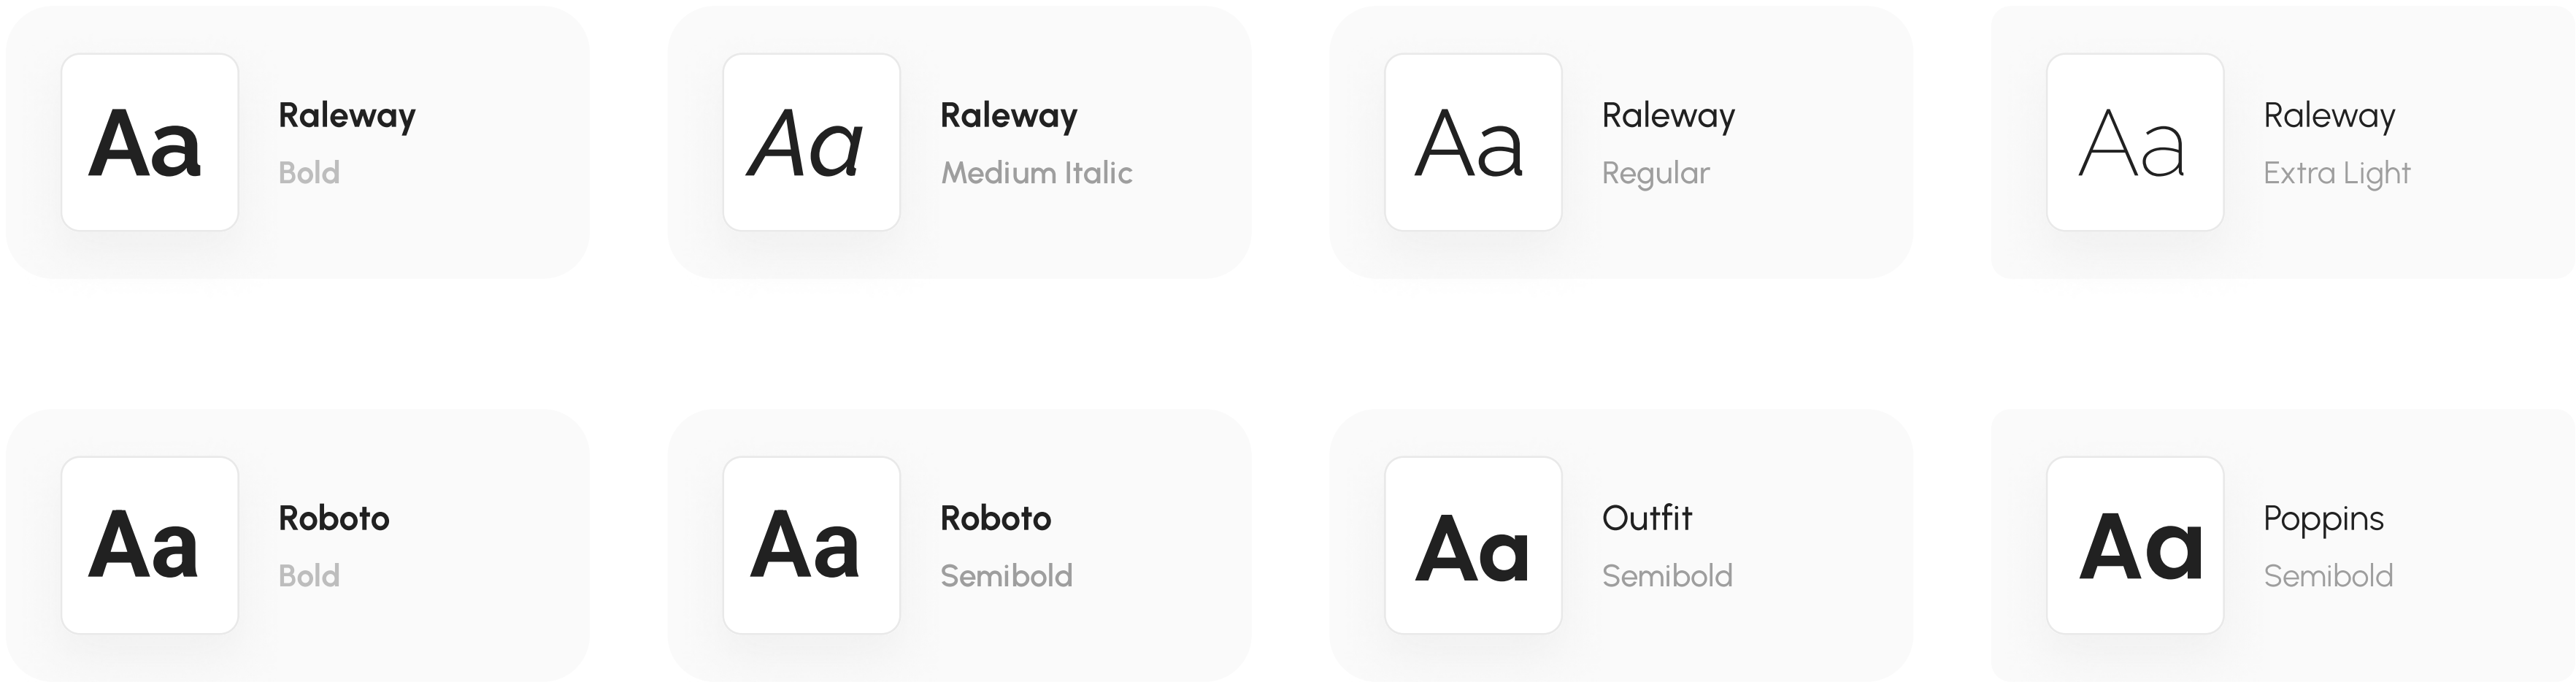 Aa
Raleway
Bold
Aa
Raleway
Medium Italic
Aa
Raleway
Regular
Aa
Raleway
Extra Light
Aa
Roboto
Bold
Aa
Roboto
Semibold
Aa
Outfit
Semibold
Aa
Poppins
Semibold